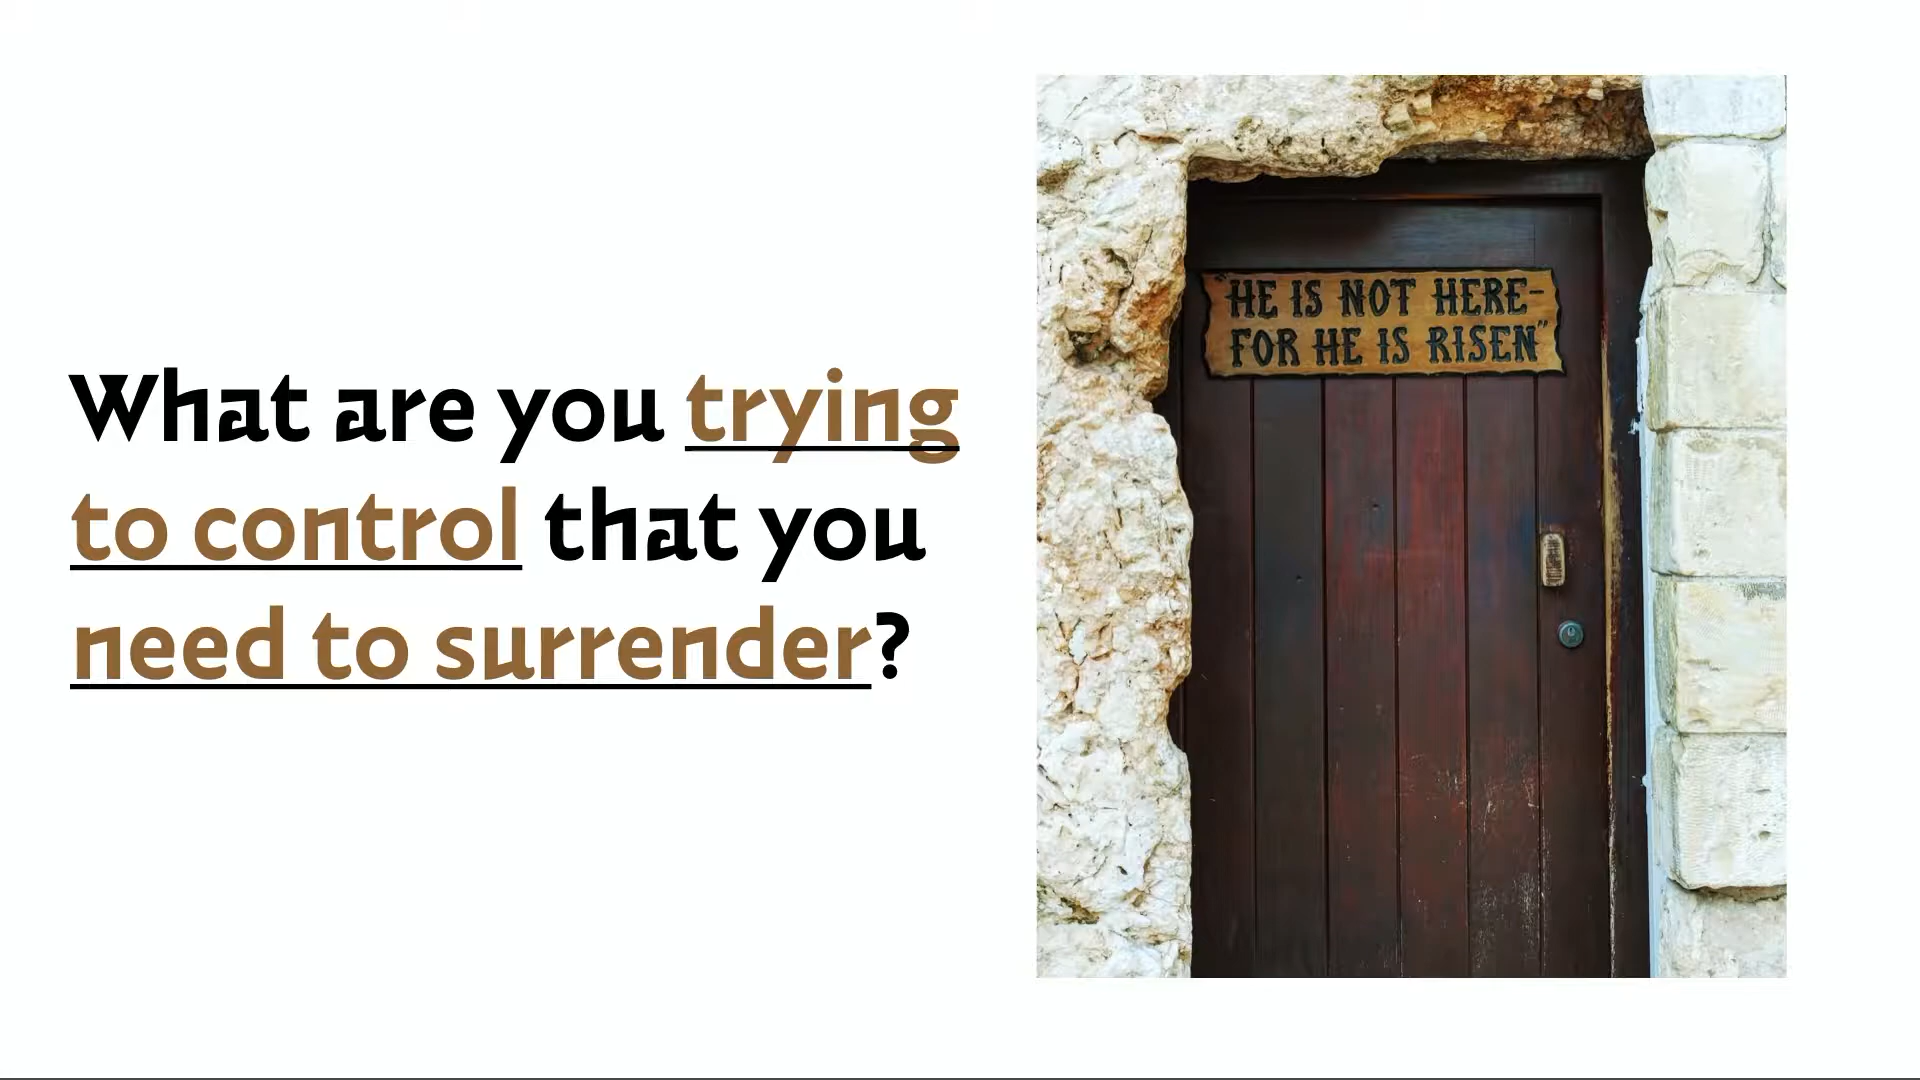 What are you trying
to control that you
need to surrender?
"HE IS NOT HERE-
FOR HE IS RISEN"